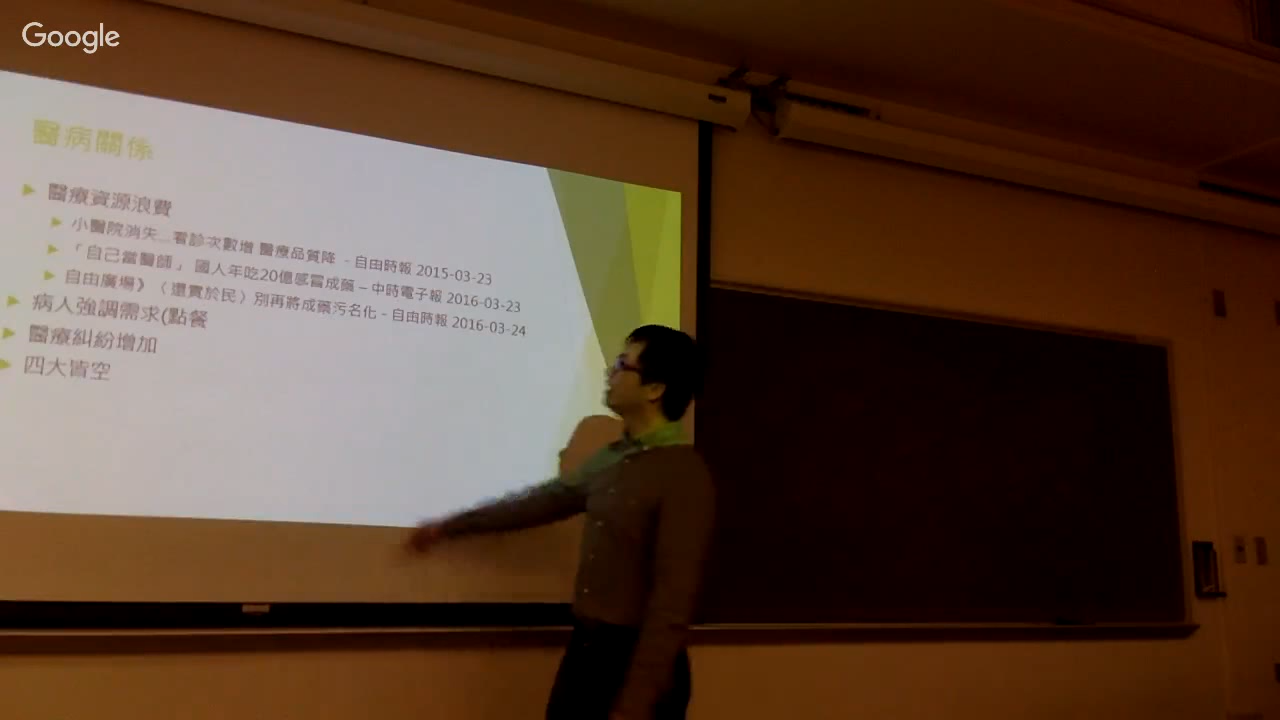 Google
醫病關係
醫療資源浪費
小醫院消失...看診次數增 醫療品質降 - 自由時報 2015-03-23
「自己當醫師」 國人年吃20億感冒成藥 – 中時電子報 2016-03-23
自由廣場》〈還實於民〉別再將成藥污名化 - 自由時報 2016-03-24
病人強調需求(點餐
醫療糾紛增加
四大皆空